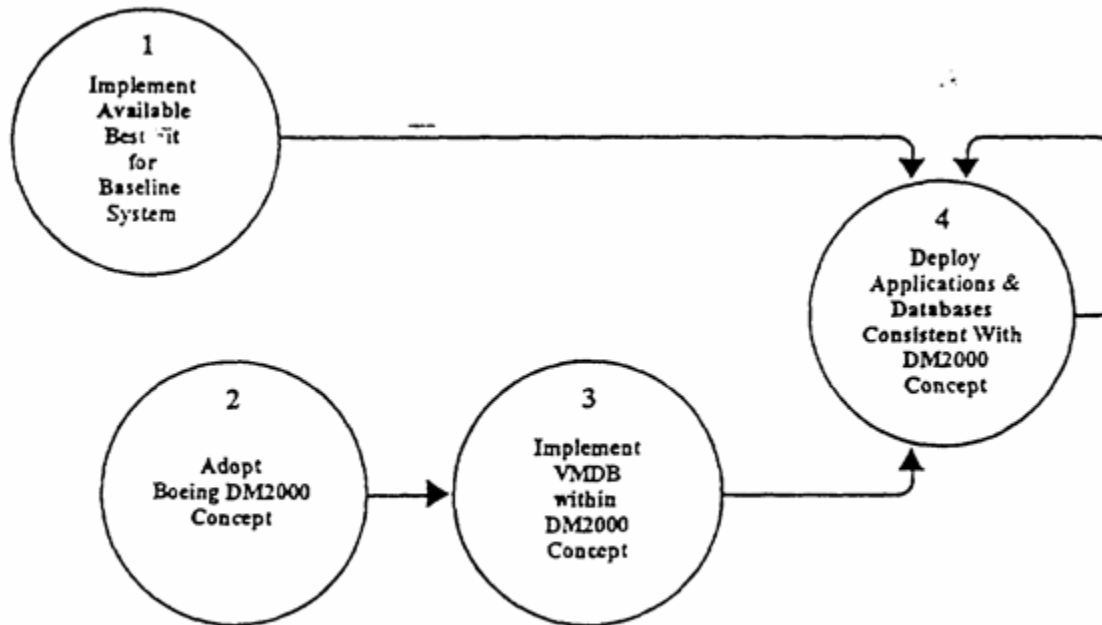 1
Implement
Available
Best Fit
for
Baseline
System
4
Deploy
Applications &
Databases
Consistent With
DM2000
Concept
2
Adopt
Boeing DM2000
Concept
3
Implement
VMDB
within
DM2000
Concept